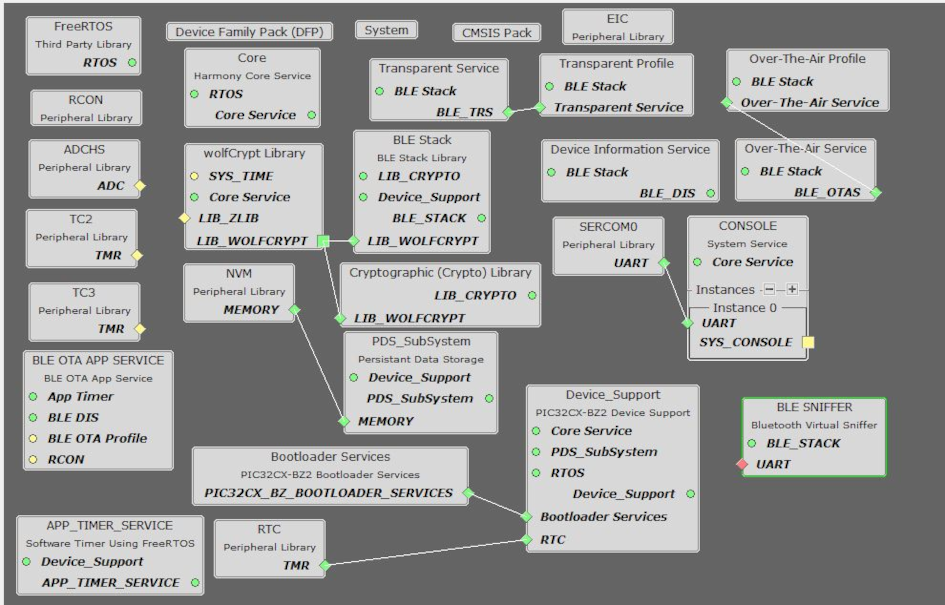 FreeRTOS
Third Party Library
RTOS
Device Family Pack (DFP)
System
CMSIS Pack
EIC
Peripheral Library
RCON
Peripheral Library
Core
Harmony Core Service
RTOS
Core Service
Transparent Service
BLE Stack
BLE_TRS
Transparent Profile
BLE Stack
Transparent Service
Over-The-Air Profile
BLE Stack
Over-The-Air Service
ADCHS
Peripheral Library
ADC
wolfCrypt Library
SYS_TIME
Core Service
LIB_ZLIB
LIB_WOLFCRYPT
BLE Stack
BLE Stack Library
LIB_CRYPTO
Device_Support
BLE_STACK
LIB_WOLFCRYPT
Device Information Service
BLE Stack
BLE_DIS
Over-The-Air Service
BLE Stack
BLE_OTAS
TC2
Peripheral Library
TMR
SERCOM0
Peripheral Library
UART
CONSOLE
System Service
Core Service
Instances
Instance 0
UART
SYS_CONSOLE
TC3
Peripheral Library
TMR
NVM
Peripheral Library
MEMORY
Cryptographic (Crypto) Library
LIB_CRYPTO
LIB_WOLFCRYPT
PDS_SubSystem
Persistant Data Storage
Device_Support
PDS_SubSystem
MEMORY
BLE OTA APP SERVICE
BLE OTA App Service
App Timer
BLE DIS
BLE OTA Profile
RCON
Device_Support
PIC32CX-BZ2 Device Support
Core Service
PDS_SubSystem
RTOS
Device_Support
Bootloader Services
RTC
BLE SNIFFER
Bluetooth Virtual Sniffer
BLE_STACK
UART
Bootloader Services
PIC32CX-BZ2 Bootloader Services
PIC32CX_BZ_BOOTLOADER_SERVICES
APP_TIMER_SERVICE
Software Timer Using FreeRTOS
Device_Support
APP_TIMER_SERVICE
RTC
Peripheral Library
TMR